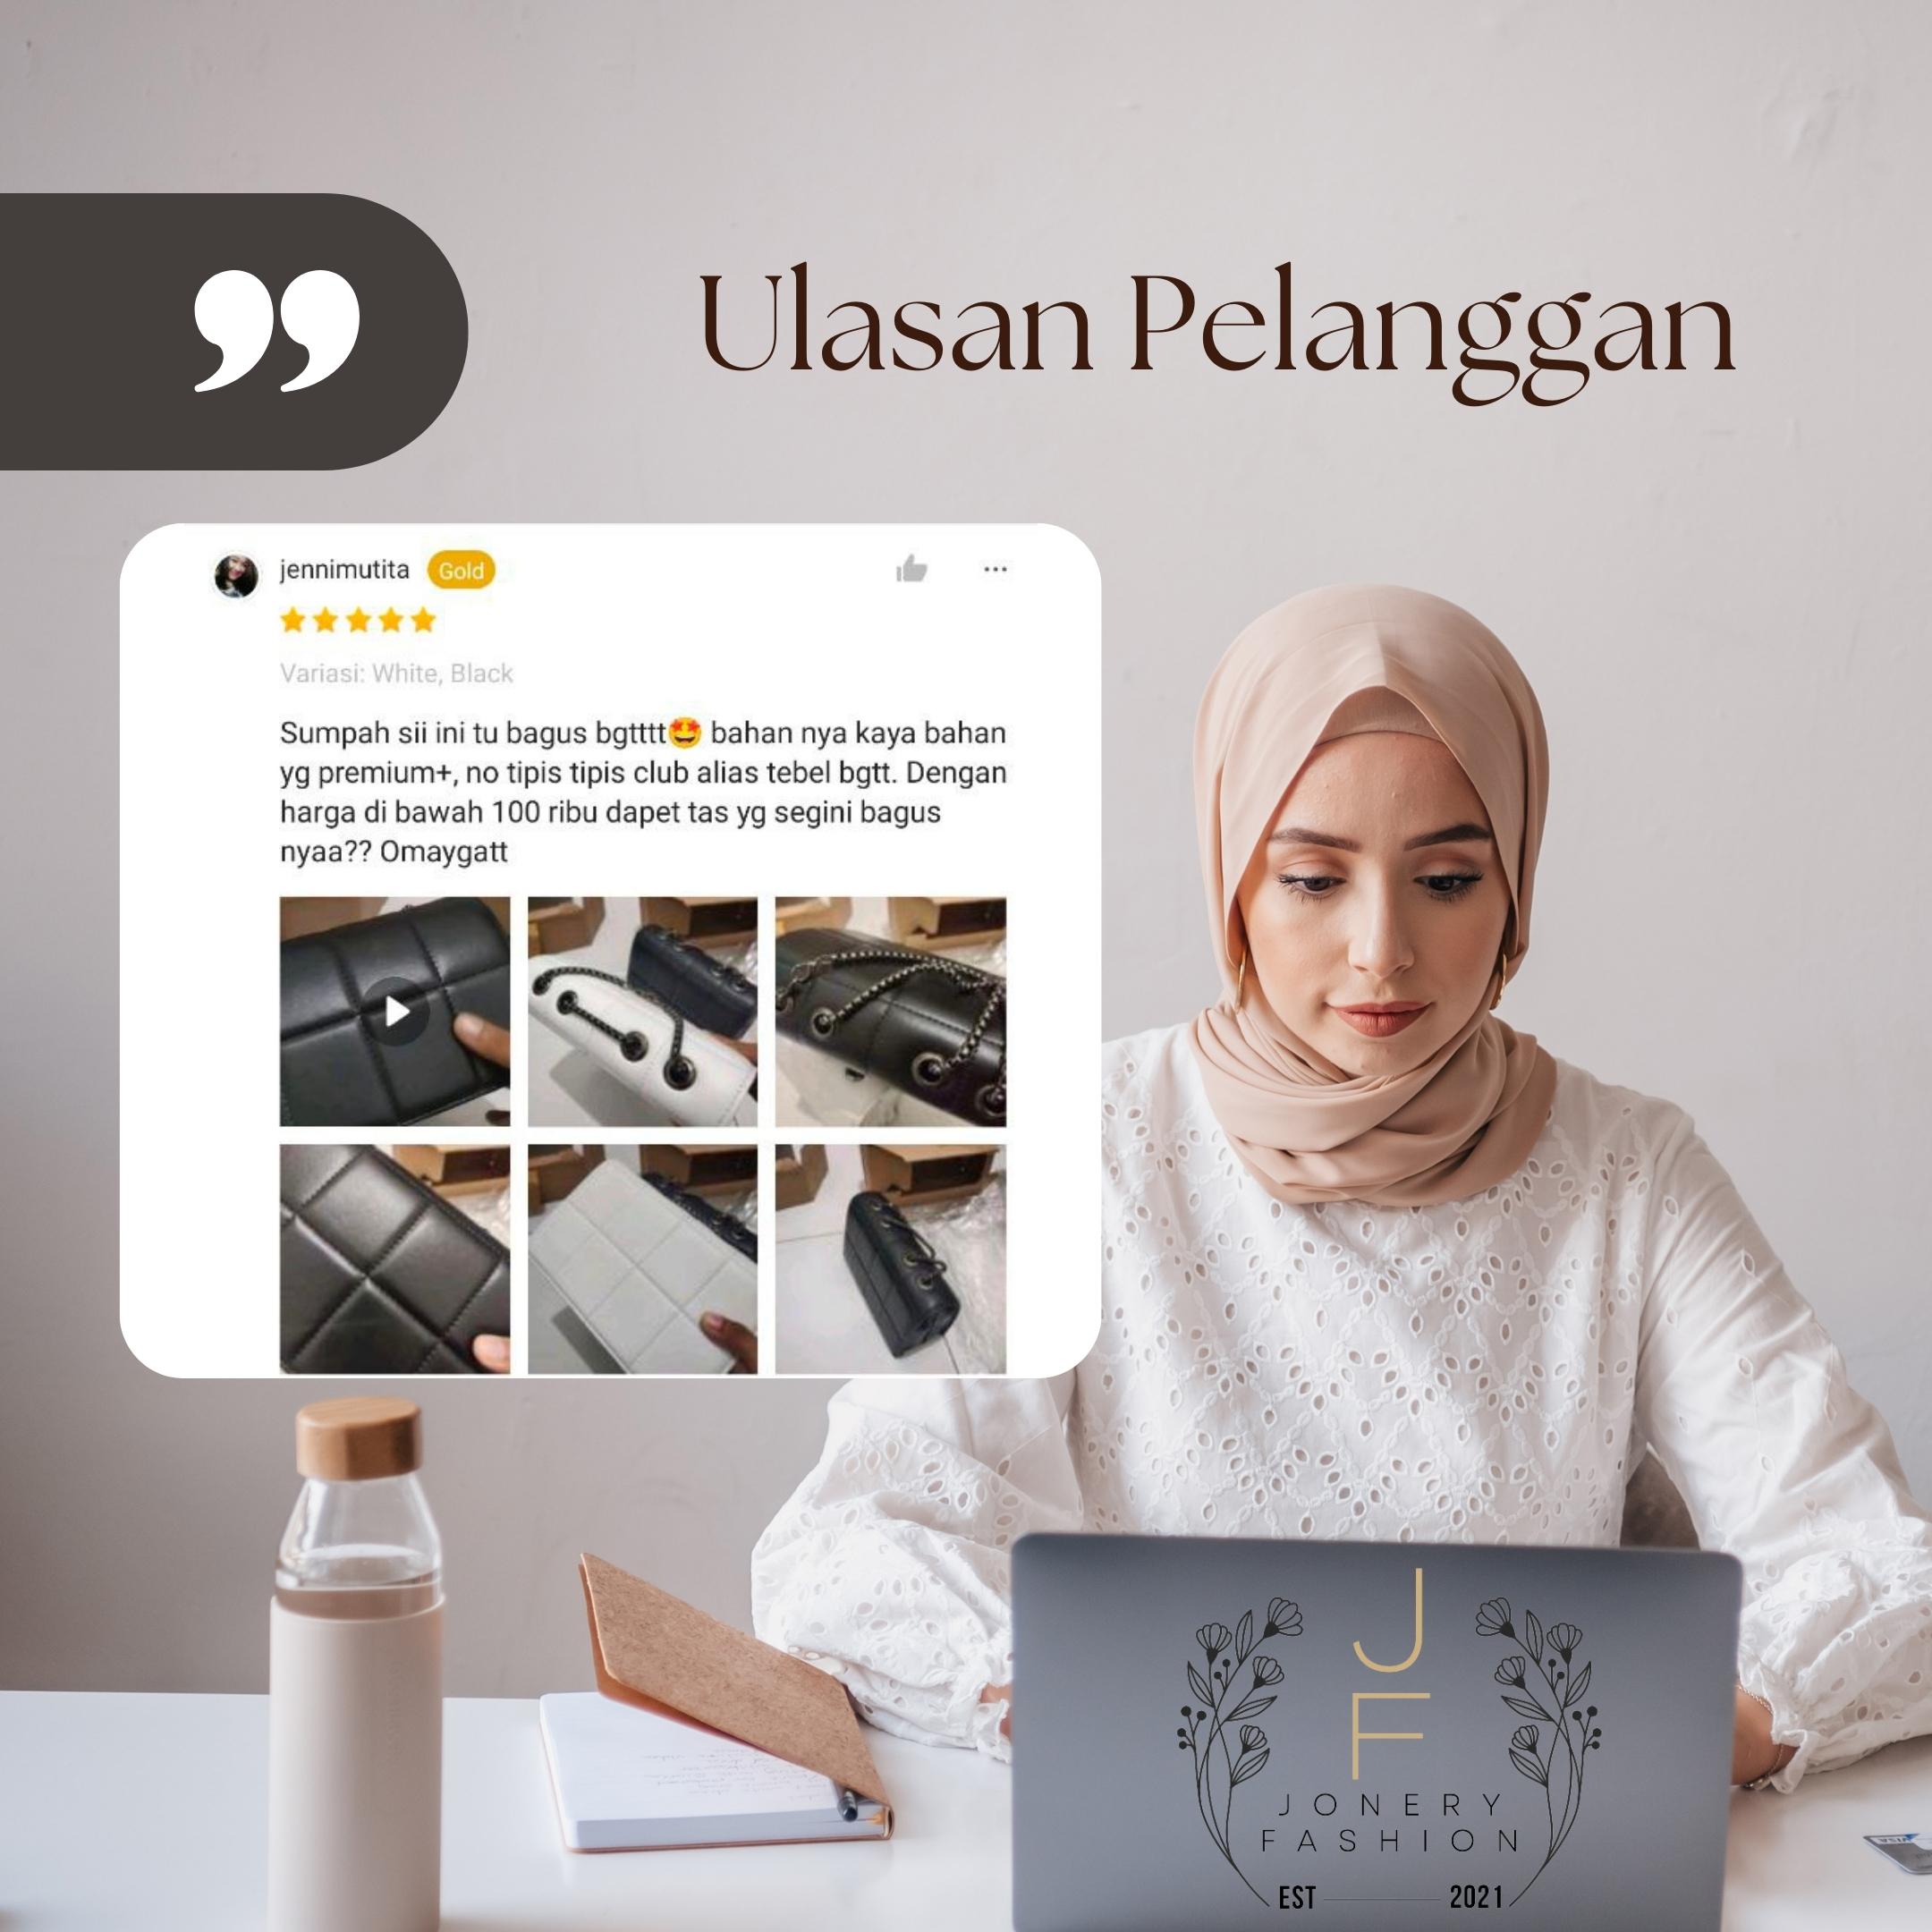 Ulasan Pelanggan
jennimutita Gold
Variasi: White, Black
Sumpah sii ini tu bagus bgtttt🤩 bahan nya kaya bahan
yg premium+, no tipis tipis club alias tebel bgtt. Dengan
harga di bawah 100 ribu dapet tas yg segini bagus
nyaa?? Omaygatt
J
F
JONERY
FASHION
EST 2021
VISA